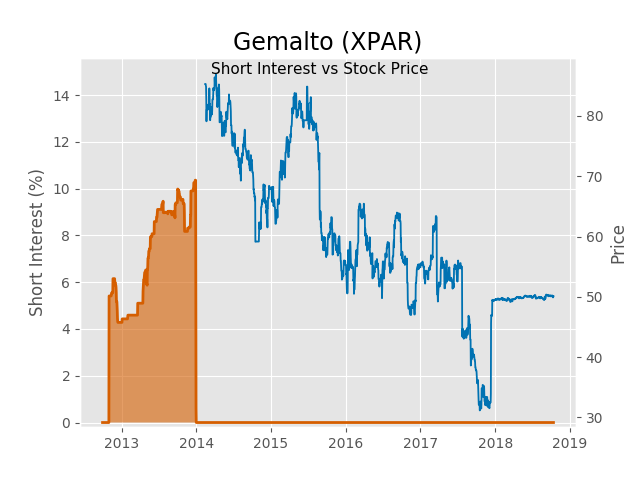 Gemalto (XPAR)
Short Interest vs Stock Price
Short Interest (%)
14
12
10
8
6
4
2
0
80
70
60
50
40
30
Price
2013 2014 2015 2016 2017 2018 2019